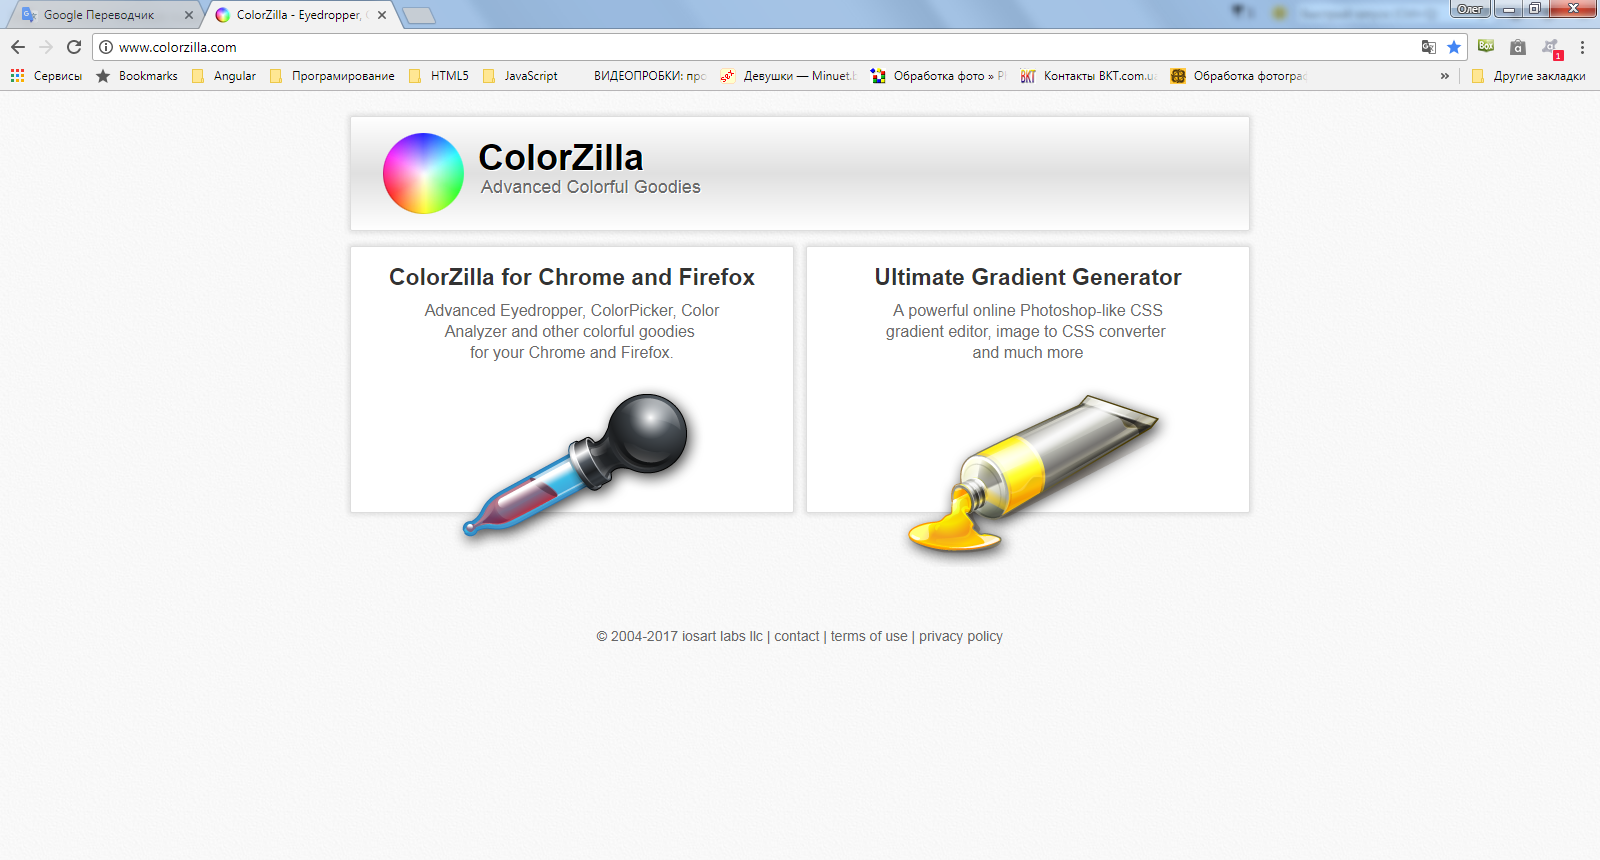 Google Переводчик
ColorZilla - Eyedropper,
Олег
www.colorzilla.com
Сервисы
Bookmarks
Angular
Програмирование
HTML5
JavaScript
ВИДЕОПРОБКИ: про
Девушки — Minuet.b
Обработка фото » Р
Контакты BKT.com.u
Обработка фотограф
»
Другие закладки
Box
a
1
ВКТ
ColorZilla
Advanced Colorful Goodies
ColorZilla for Chrome and Firefox
Advanced Eyedropper, ColorPicker, Color
Analyzer and other colorful goodies
for your Chrome and Firefox.
Ultimate Gradient Generator
A powerful online Photoshop-like CSS
gradient editor, image to CSS converter
and much more
© 2004-2017 iosart labs llc | contact | terms of use | privacy policy